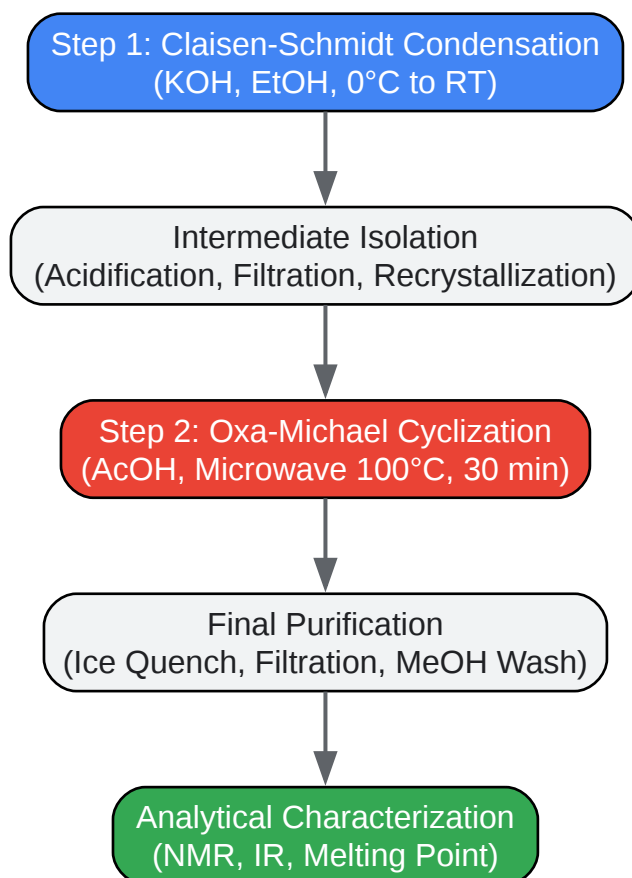 Step 1: Claisen-Schmidt Condensation
(KOH, EtOH, 0°C to RT)
Intermediate Isolation
(Acidification, Filtration, Recrystallization)
Step 2: Oxa-Michael Cyclization
(AcOH, Microwave 100°C, 30 min)
Final Purification
(Ice Quench, Filtration, MeOH Wash)
Analytical Characterization
(NMR, IR, Melting Point)